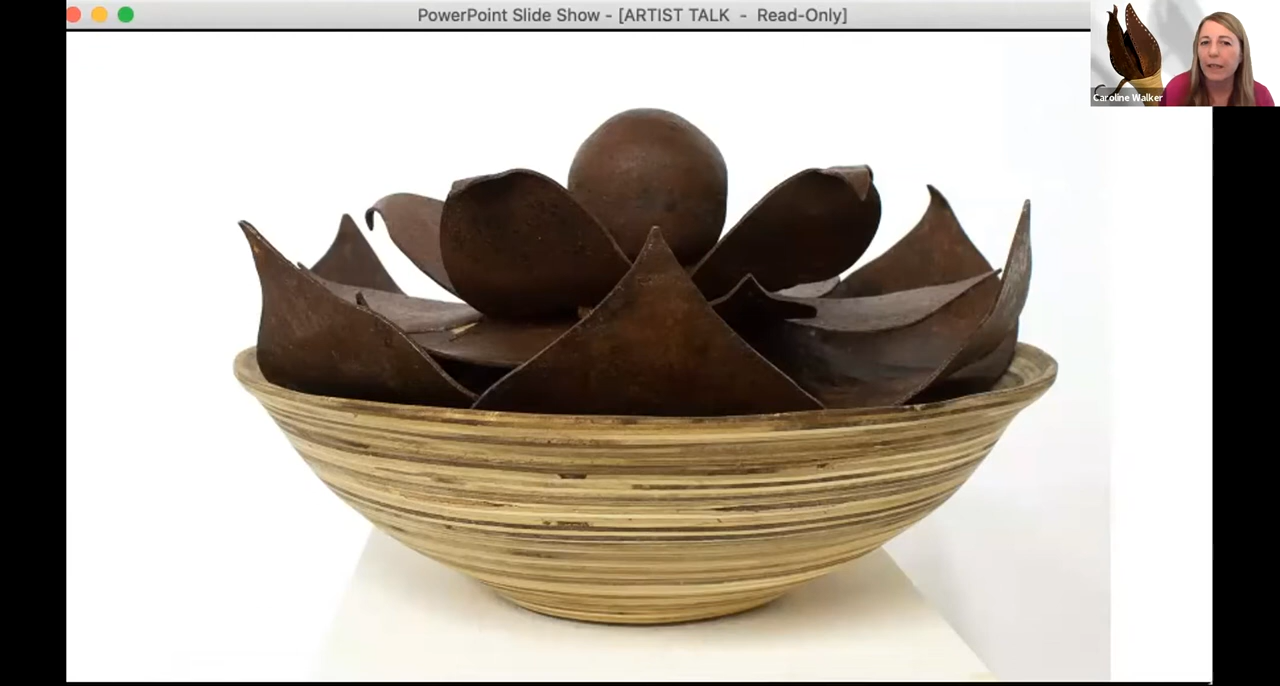 PowerPoint Slide Show - [ARTIST TALK - Read-Only]
Caroline Walker